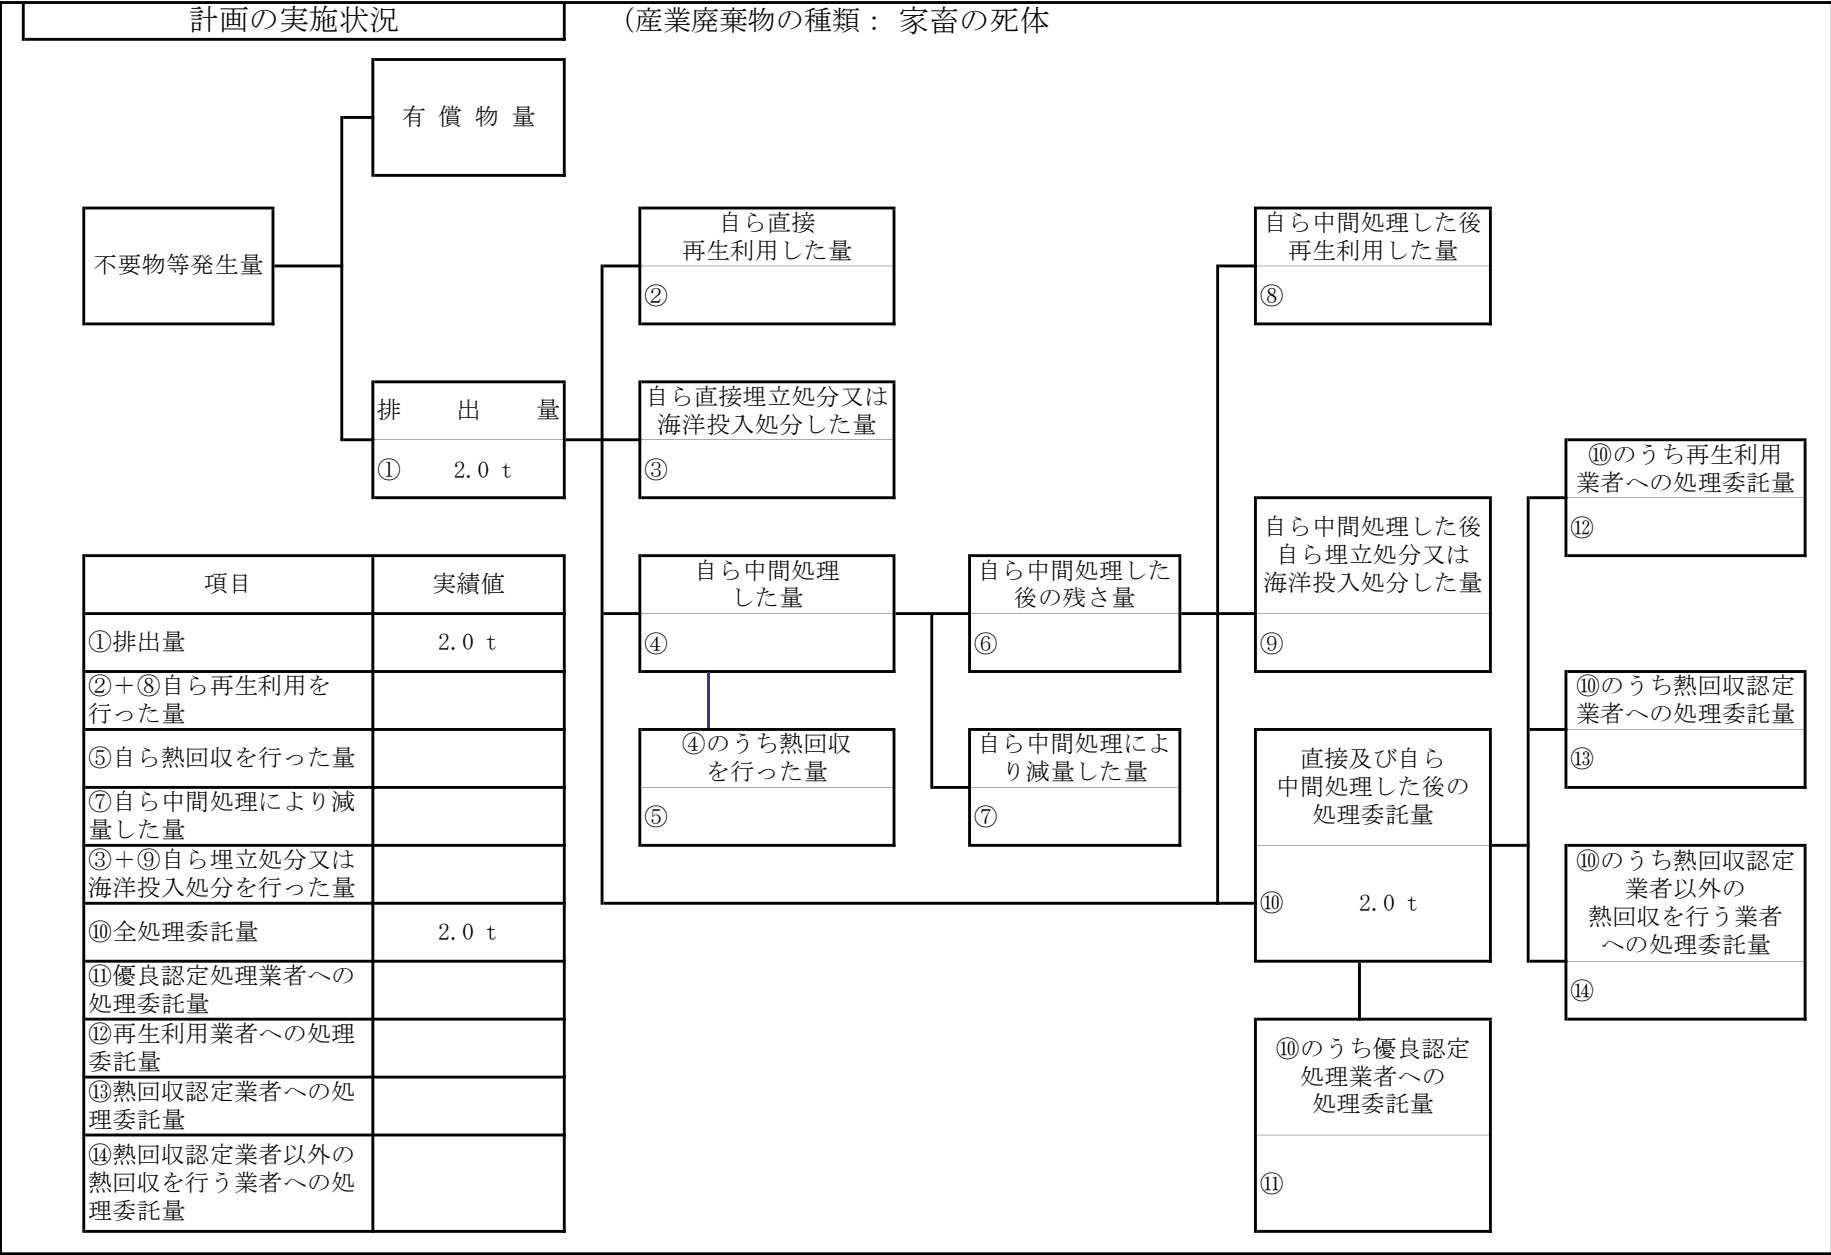 計画の実施状況
（産業廃棄物の種類： 家畜の死体
有 償 物 量
不要物等発生量
自ら直接
再生利用した量
②
自ら中間処理した後
再生利用した量
⑧
排 出 量
① 2.0 t
自ら直接埋立処分又は
海洋投入処分した量
③
⑩のうち再生利用
業者への処理委託量
⑫
自ら中間処理した後
自ら埋立処分又は
海洋投入処分した量
⑨
自ら中間処理
した量
④
自ら中間処理した
後の残さ量
⑥
④のうち熱回収
を行った量
⑤
自ら中間処理によ
り減量した量
⑦
直接及び自ら
中間処理した後の
処理委託量
⑩ 2.0 t
⑩のうち熱回収認定
業者への処理委託量
⑬
⑩のうち熱回収認定
業者以外の
熱回収を行う業者
への処理委託量
⑭
⑩のうち優良認定
処理業者への
処理委託量
⑪
項目 実績値
①排出量 2.0 t
②＋⑧自ら再生利用を
行った量
⑤自ら熱回収を行った量
⑦自ら中間処理により減
量した量
③＋⑨自ら埋立処分又は
海洋投入処分を行った量
⑩全処理委託量 2.0 t
⑪優良認定処理業者への
処理委託量
⑫再生利用業者への処理
委託量
⑬熱回収認定業者への処
理委託量
⑭熱回収認定業者以外の
熱回収を行う業者への処
理委託量